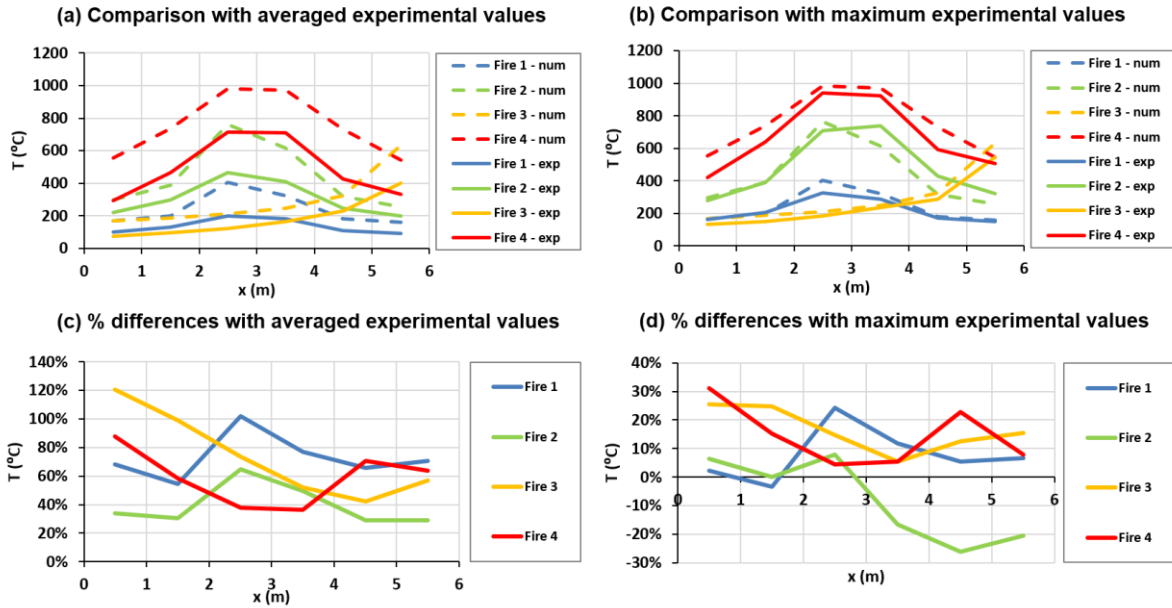 (a) Comparison with averaged experimental values
T (ºC)
1200
1000
800
600
400
200
0
0 1 2 3 4 5 6
x (m)
Fire 1 - num
Fire 2 - num
Fire 3 - num
Fire 4 - num
Fire 1 - exp
Fire 2 - exp
Fire 3 - exp
Fire 4 - exp
(b) Comparison with maximum experimental values
T (ºC)
1200
1000
800
600
400
200
0
0 1 2 3 4 5 6
x (m)
Fire 1 - num
Fire 2 - num
Fire 3 - num
Fire 4 - num
Fire 1 - exp
Fire 2 - exp
Fire 3 - exp
Fire 4 - exp
(c) % differences with averaged experimental values
T (ºC)
140%
120%
100%
80%
60%
40%
20%
0%
0 1 2 3 4 5 6
x (m)
Fire 1
Fire 2
Fire 3
Fire 4
(d) % differences with maximum experimental values
T (ºC)
40%
30%
20%
10%
0%
-10%
-20%
-30%
0 1 2 3 4 5 6
x (m)
Fire 1
Fire 2
Fire 3
Fire 4